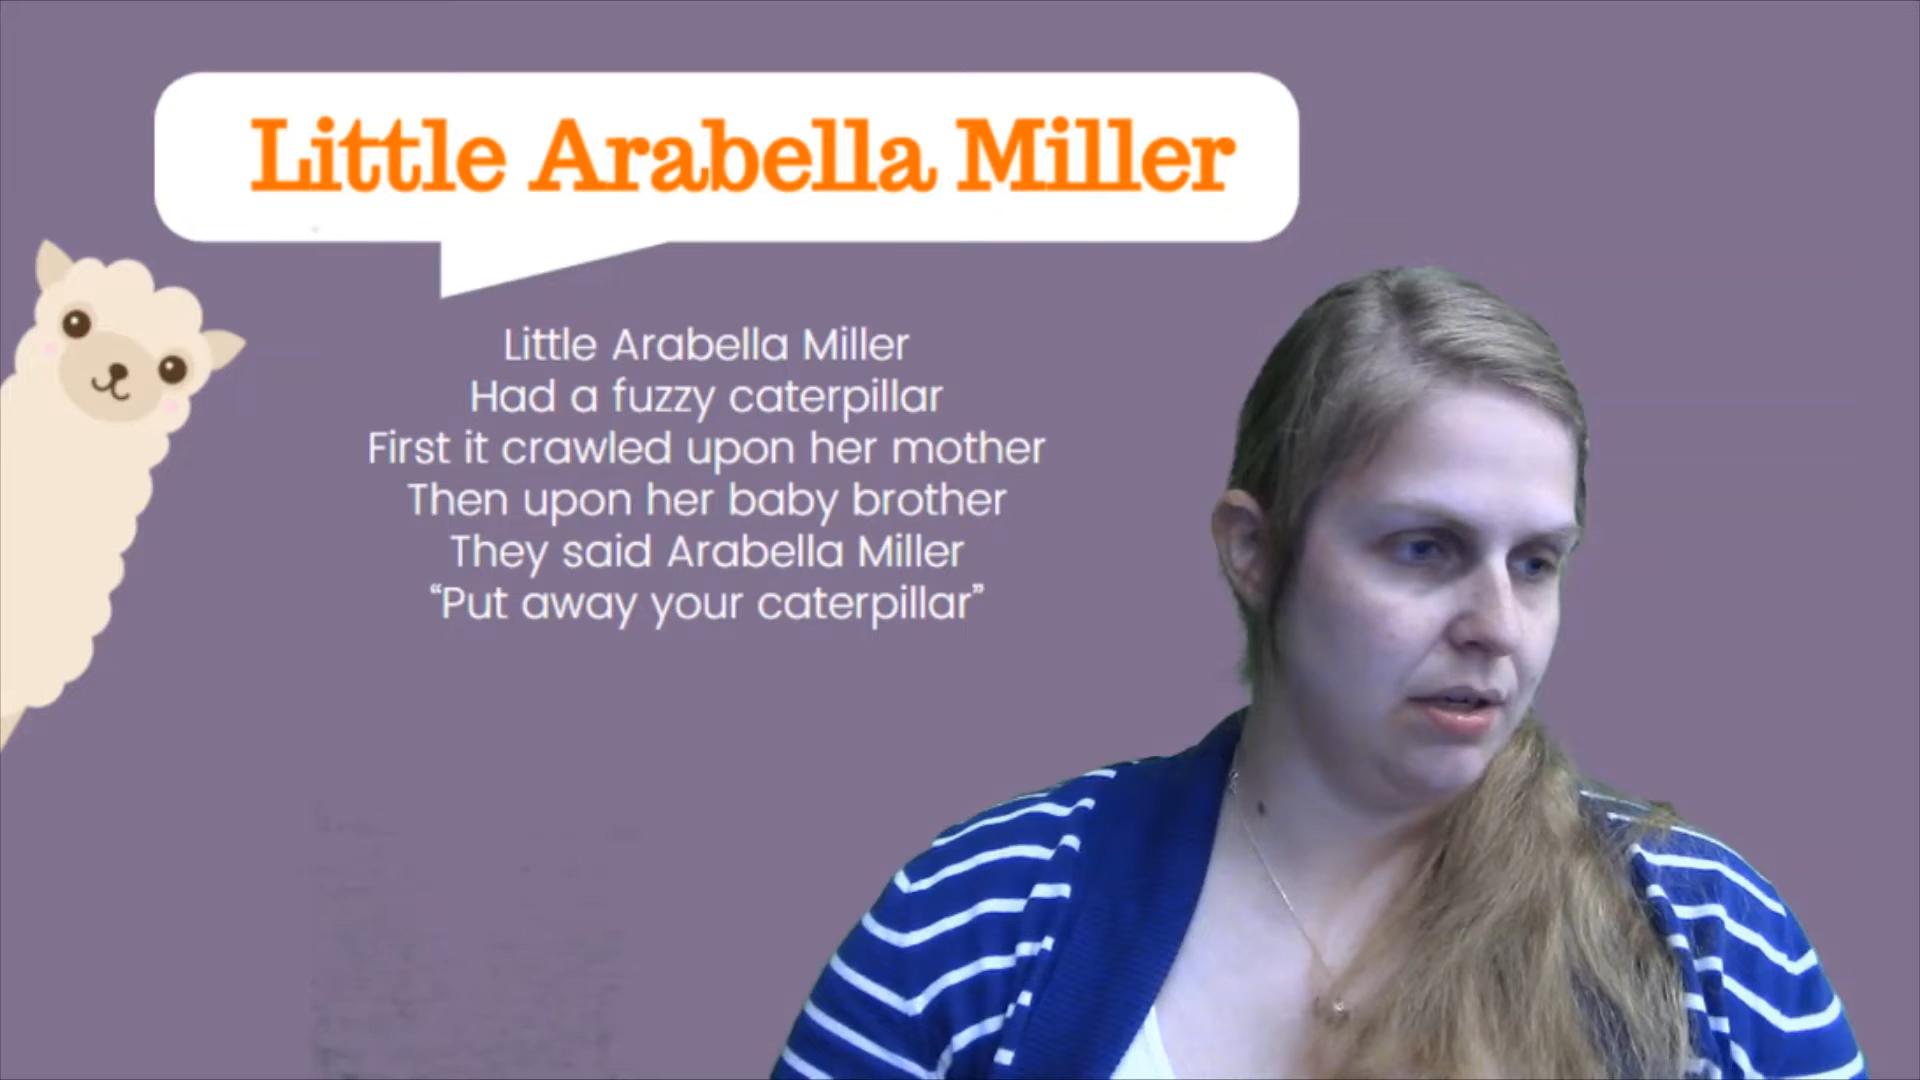 Little Arabella Miller
Little Arabella Miller
Had a fuzzy caterpillar
First it crawled upon her mother
Then upon her baby brother
They said Arabella Miller
“Put away your caterpillar”